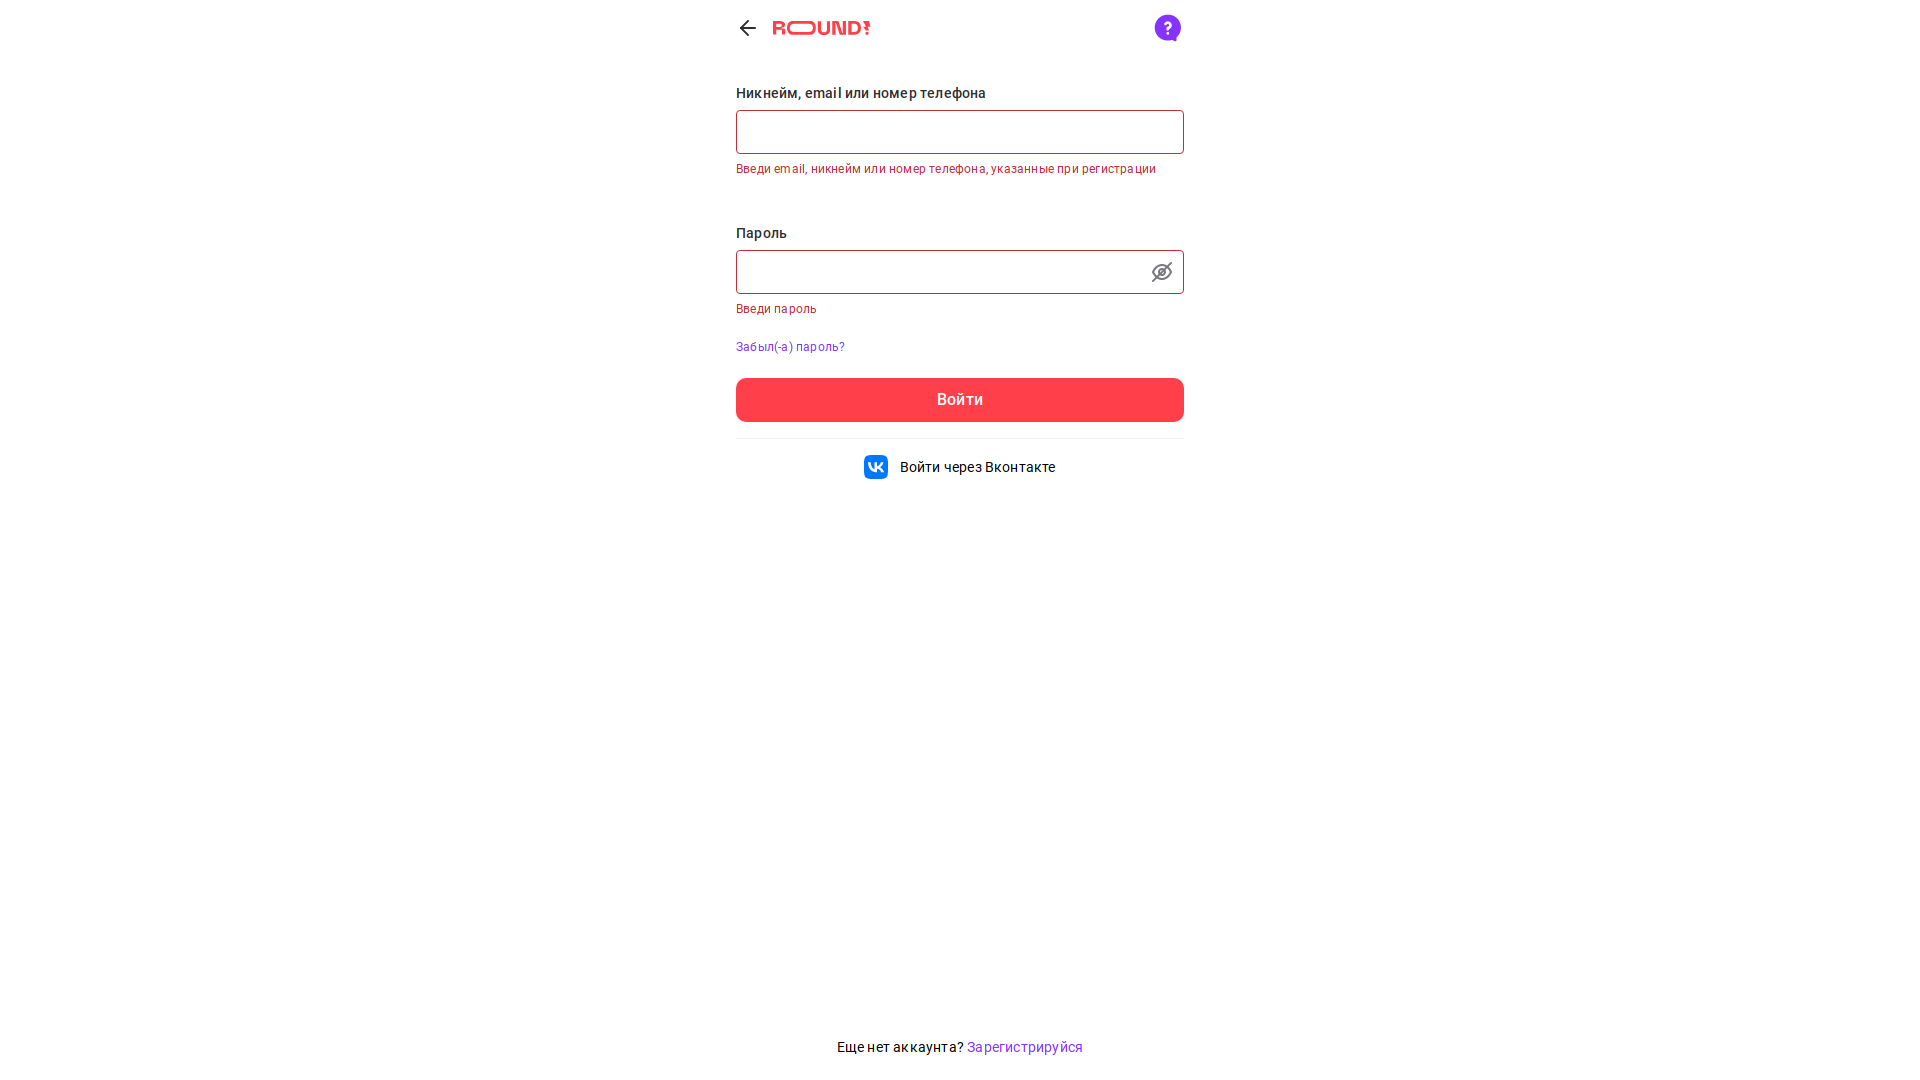 ROUND!
Никнейм, email или номер телефона
Введи email, никнейм или номер телефона, указанные при регистрации
Пароль
Введи пароль
Забыл(-а) пароль?
Войти
Войти через Вконтакте
Еще нет аккаунта? Зарегистрируйся